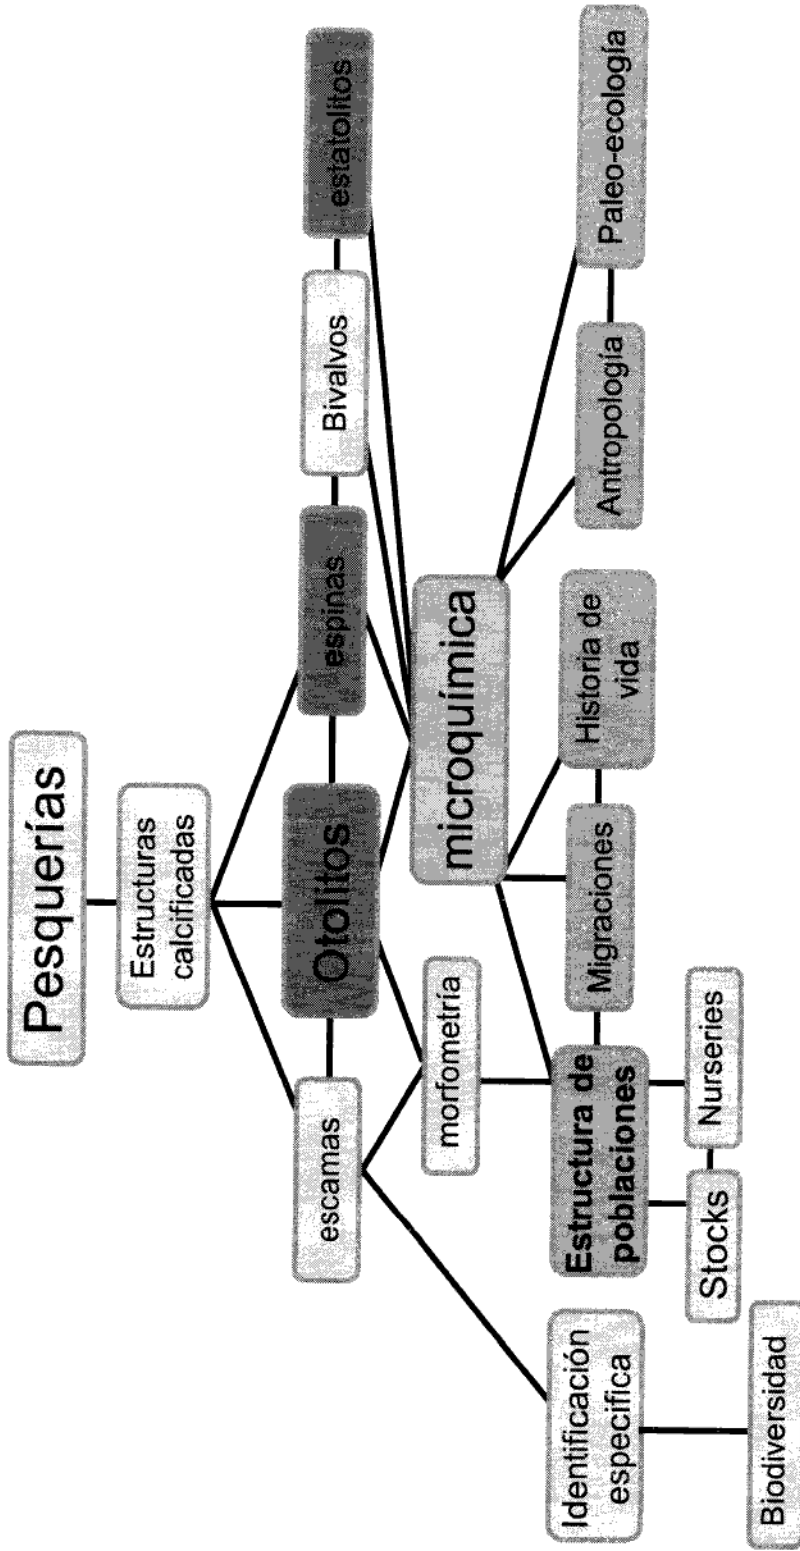 Pesquerías
Estructuras
calcificadas
escamas
Otolitos
espinas
Bivalvos
estatolitos
morfometría
microquímica
Identificación
especifica
Estructura de
poblaciones
Migraciones
Historia de
vida
Antropología
Paleo-ecología
Stocks
Nurseries
Biodiversidad